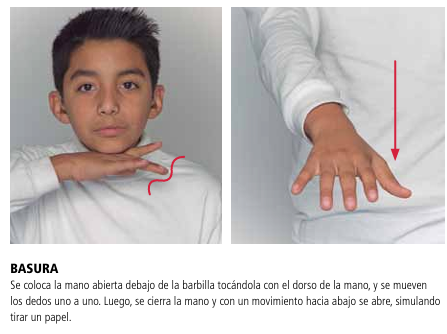 BASURA
Se coloca la mano abierta debajo de la barbilla tocándola con el dorso de la mano, y se mueven
los dedos uno a uno. Luego, se cierra la mano y con un movimiento hacia abajo se abre, simulando
tirar un papel.